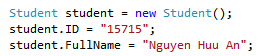 Student student = new Student();
student.ID = "15715";
student.FullName = "Nguyen Huu An";